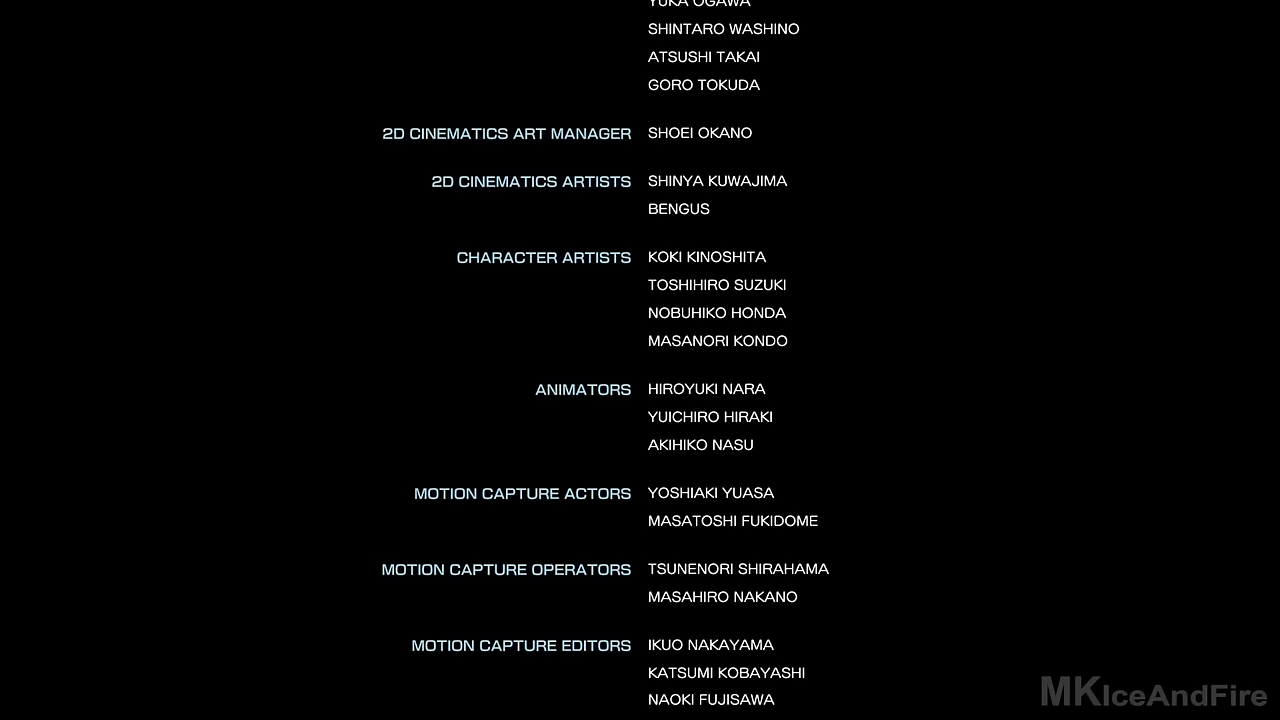 YUKA OGAWA
SHINTARO WASHINO
ATSUSHI TAKAI
GORO TOKUDA
2D CINEMATICS ART MANAGER SHOEI OKANO
2D CINEMATICS ARTISTS SHINYA KUWAJIMA
BENGUS
CHARACTER ARTISTS KOKI KINOSHITA
TOSHIHIRO SUZUKI
NOBUHIKO HONDA
MASANORI KONDO
ANIMATORS HIROYUKI NARA
YUICHIRO HIRAKI
AKIHIKO NASU
MOTION CAPTURE ACTORS YOSHIAKI YUASA
MASATOSHI FUKIDOME
MOTION CAPTURE OPERATORS TSUNENORI SHIRAHAMA
MASAHIRO NAKANO
MOTION CAPTURE EDITORS IKUO NAKAYAMA
KATSUMI KOBAYASHI
NAOKI FUJISAWA
MKIceAndFire